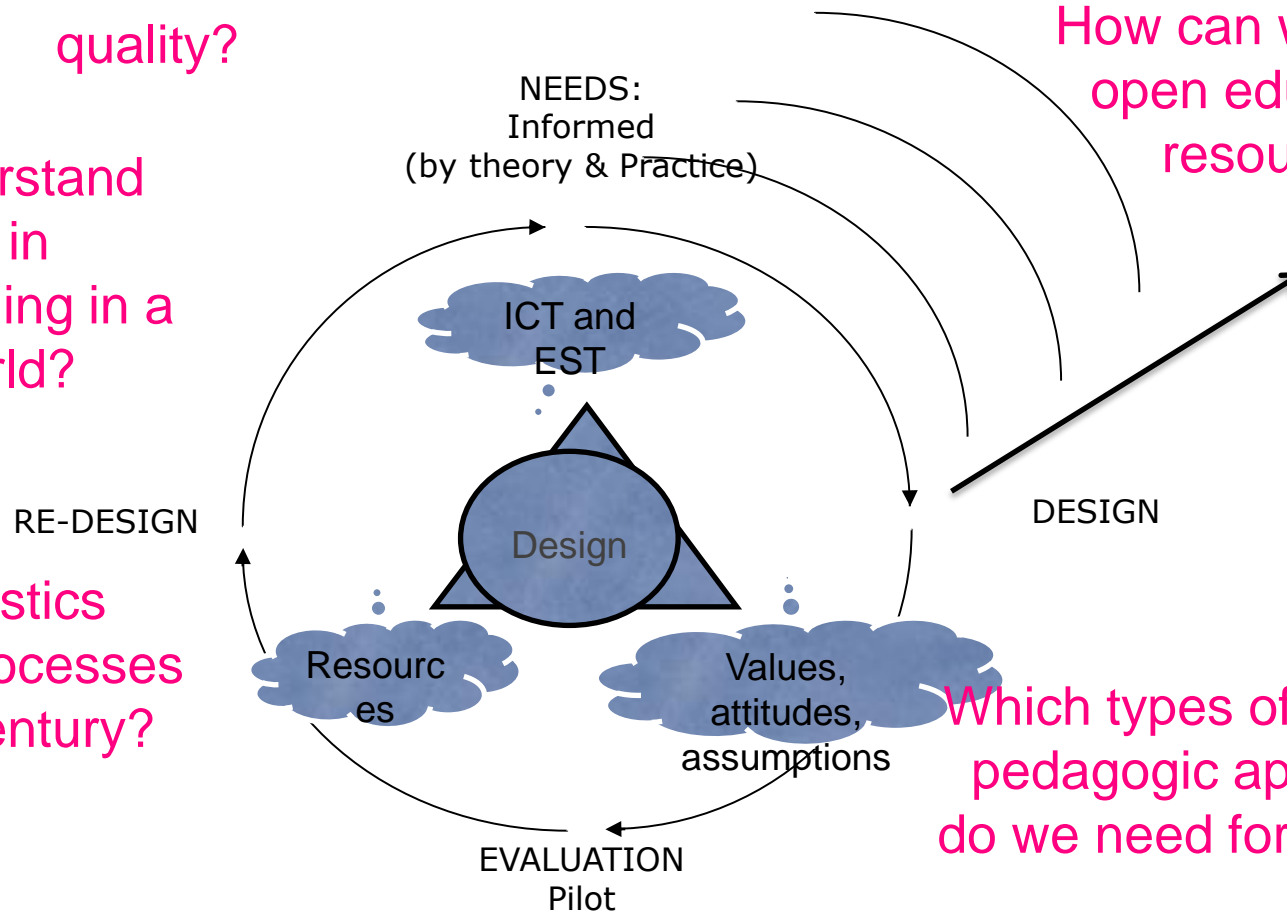 quality?
How can w
open edu
resou
NEEDS:
Informed
(by theory & Practice)
rstand
in
ing in a
rld?
ICT and
EST
RE-DESIGN
Design
DESIGN
stics
ocesses
entury?
Resourc
es
Values,
attitudes,
assumptions
Which types of
pedagogic ap
do we need for
EVALUATION
Pilot